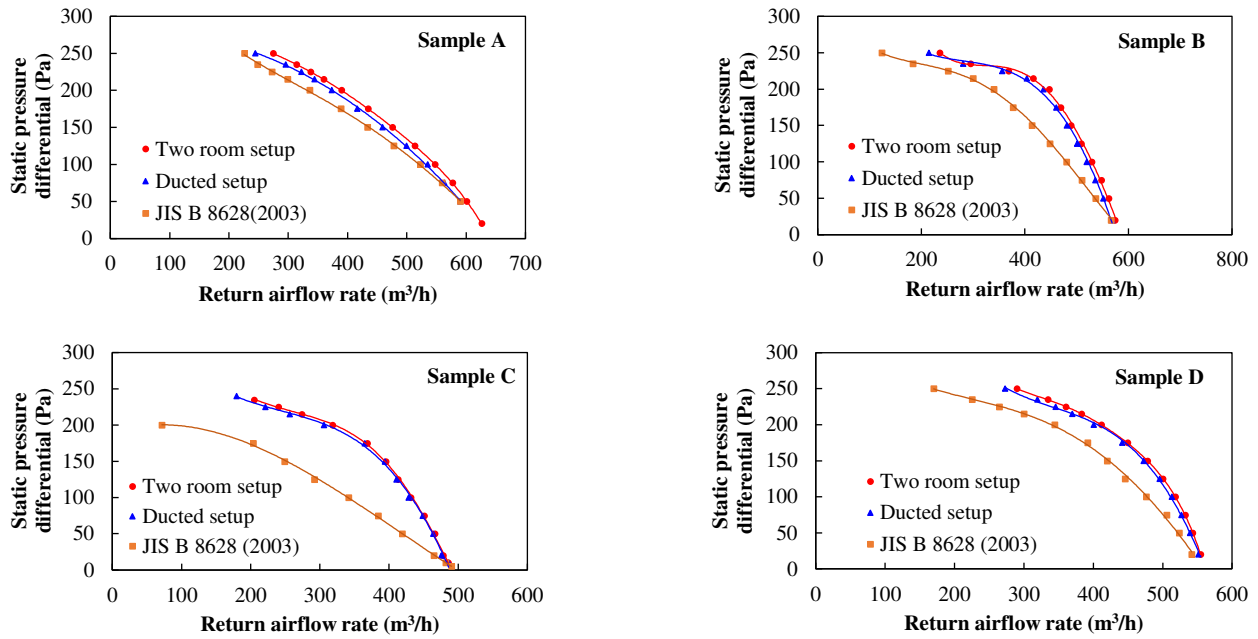 Sample A
Static pressure
differential (Pa)
300
250
200
150
100
50
0
Two room setup
Ducted setup
JIS B 8628(2003)
0 100 200 300 400 500 600 700
Return airflow rate (m³/h)
Sample B
Static pressure
differential (Pa)
300
250
200
150
100
50
0
Two room setup
Ducted setup
JIS B 8628 (2003)
0 200 400 600 800
Return airflow rate (m³/h)
Sample C
Static pressure
differential (Pa)
300
250
200
150
100
50
0
Two room setup
Ducted setup
JIS B 8628 (2003)
0 100 200 300 400 500 600
Return airflow rate (m³/h)
Sample D
Static pressure
differential (Pa)
300
250
200
150
100
50
0
Two room setup
Ducted setup
JIS B 8628 (2003)
0 100 200 300 400 500 600
Return airflow rate (m³/h)